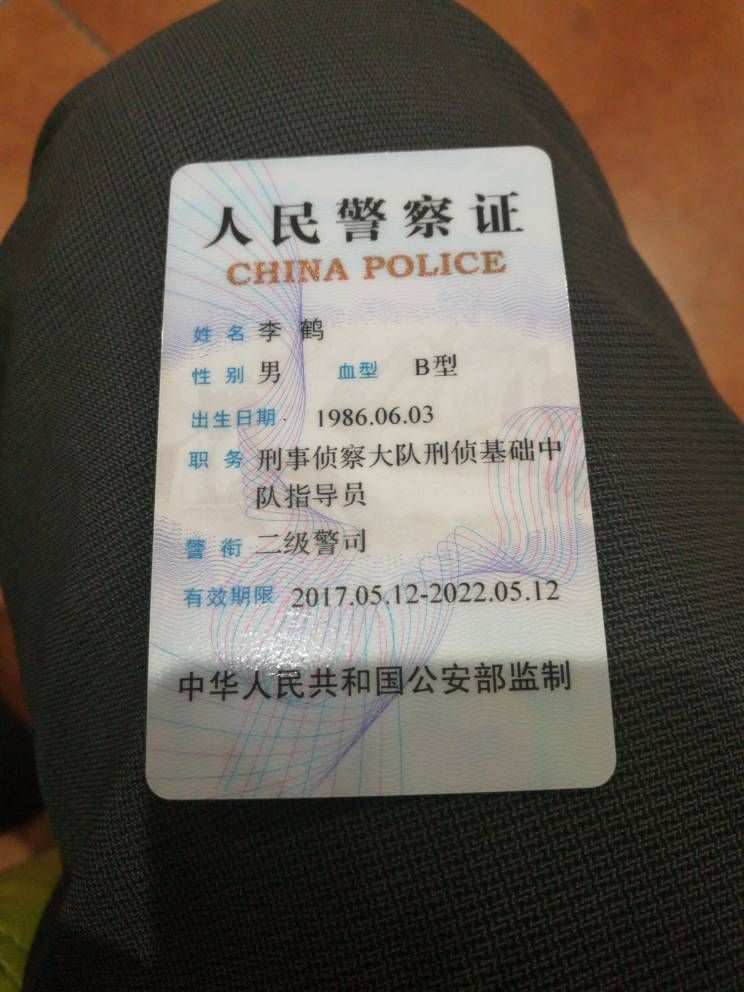 人民警察证
CHINA POLICE
姓名 李鹤
性别 男 血型 B型
出生日期 1986.06.03
职务 刑事侦察大队刑侦基础中
队指导员
警衔 二级警司
有效期限 2017.05.12-2022.05.12
中华人民共和国公安部监制